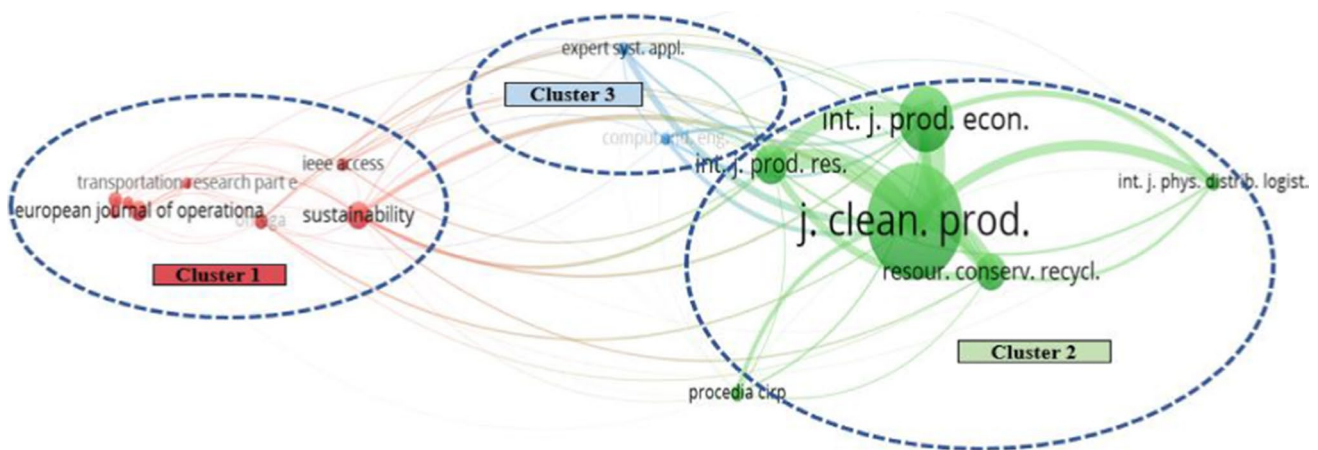 expert syst. appl.
Cluster 3
int. j. prod. econ.
int. j. prod. res.
ieee access
transportation research part e
int. j. phys. distrib. logist.
european journal of operationa
omega
sustainability
j. clean. prod.
Cluster 1
resour. conserv. recycl.
Cluster 2
procedia cirp